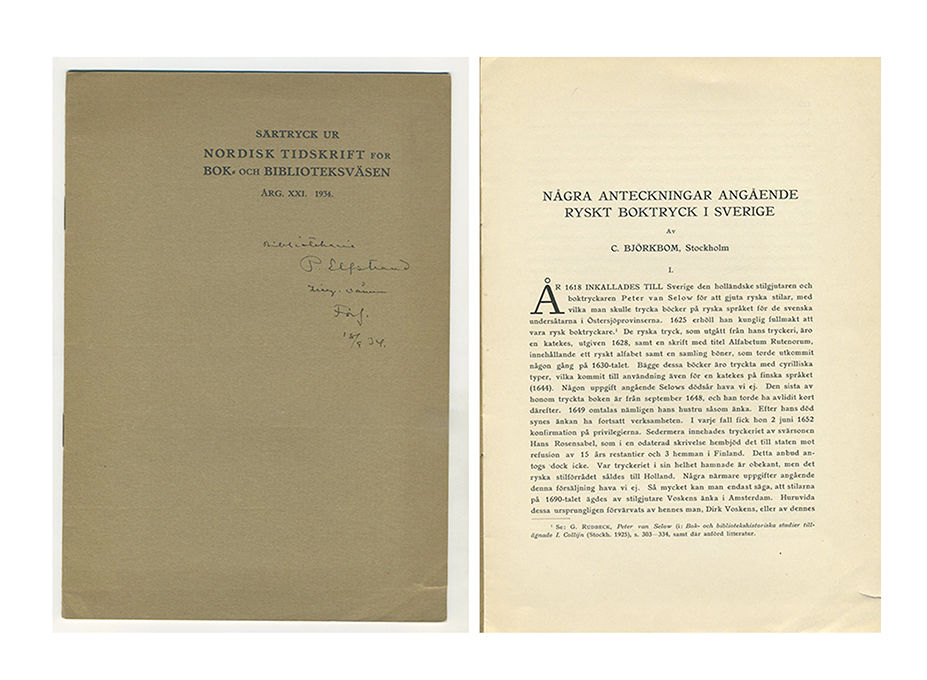 SÄRTRYCK UR
NORDISK TIDSKRIFT FÖR
BOK- OCH BIBLIOTEKSVÄSEN
ÅRG. XXI. 1934.
Bibliotekarie
P. Elfstrand
Förf.
NÅGRA ANTECKNINGAR ANGÅENDE
RYSKT BOKTRYCK I SVERIGE
AV
C. BJÖRKBOM, Stockholm
I.
ÅR 1618 INKALLADES TILL Sverige den holländske stilgjutaren och
boktryckaren Peter van Selow för att gjuta ryska stilar, med
vilka man skulle trycka böcker på ryska språket för de svenska
undersåtarna i Östersjöprovinserna. 1625 erhöll han kunglig fullmakt att
vara rysk boktryckare.¹ De ryska tryck, som utgått från hans tryckeri, äro
en katekes, utgiven 1628, samt en skrift med titel Alfabetum Rutenorum,
innehållande ett ryskt alfabet samt en samling böner, som torde utkommit
någon gång på 1630-talet. Bägge dessa böcker äro tryckta med cyrilliska
typer, vilka kommit till användning även för en katekes på finska språket
(1644). Någon uppgift angående Selows dödsår hava vi ej. Den sista av
honom tryckta boken är från september 1648, och han torde ha avlidit kort
därefter. 1649 omtalas nämligen hans hustru såsom änka. Efter hans död
synes änkan ha fortsatt verksamheten. I varje fall fick hon 2 juni 1652
konfirmation på privilegierna. Sedermera innehades tryckeriet av svärsonen
Hans Rosensabel, som i en odaterad skrivelse hembjöd det till staten mot
refusion av 15 års restantier och 3 hemman i Finland. Detta anbud an-
togs dock icke. Var tryckeriet i sin helhet hamnade är obekant, men det
ryska stilförrådet såldes till Holland. Några närmare uppgifter angående
denna försäljning hava vi ej. Så mycket kan man endast säga, att stilarna
på 1690-talet ägdes av stilgjutare Voskens änka i Amsterdam. Huruvida
dessa ursprungligen förvärvats av hennes man, Dirk Voskens, eller av dennes
¹ Se: G. RUDBECK, Peter van Selow (i: Bok- och bibliotekshistoriska studier till-
ägnade I. Collijn (Stockh. 1925), s. 303—334, samt där anförd litteratur.